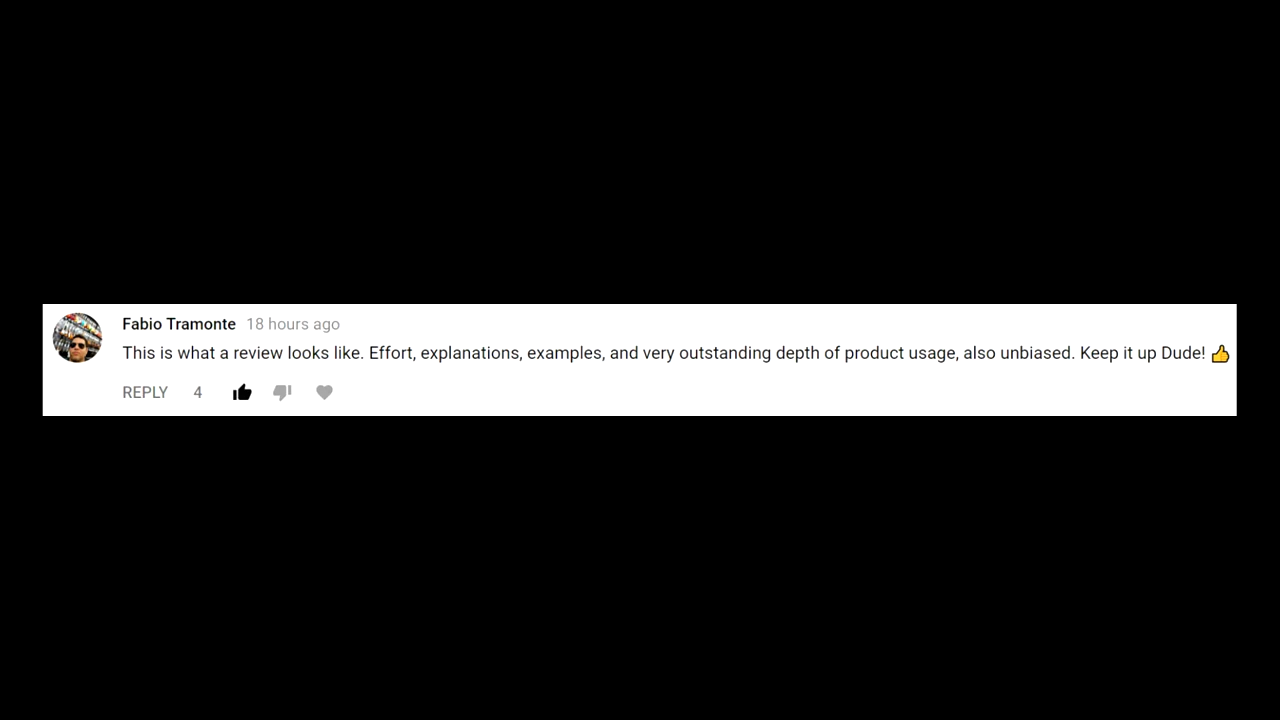 Fabio Tramonte 18 hours ago
This is what a review looks like. Effort, explanations, examples, and very outstanding depth of product usage, also unbiased. Keep it up Dude! 👍
REPLY 4